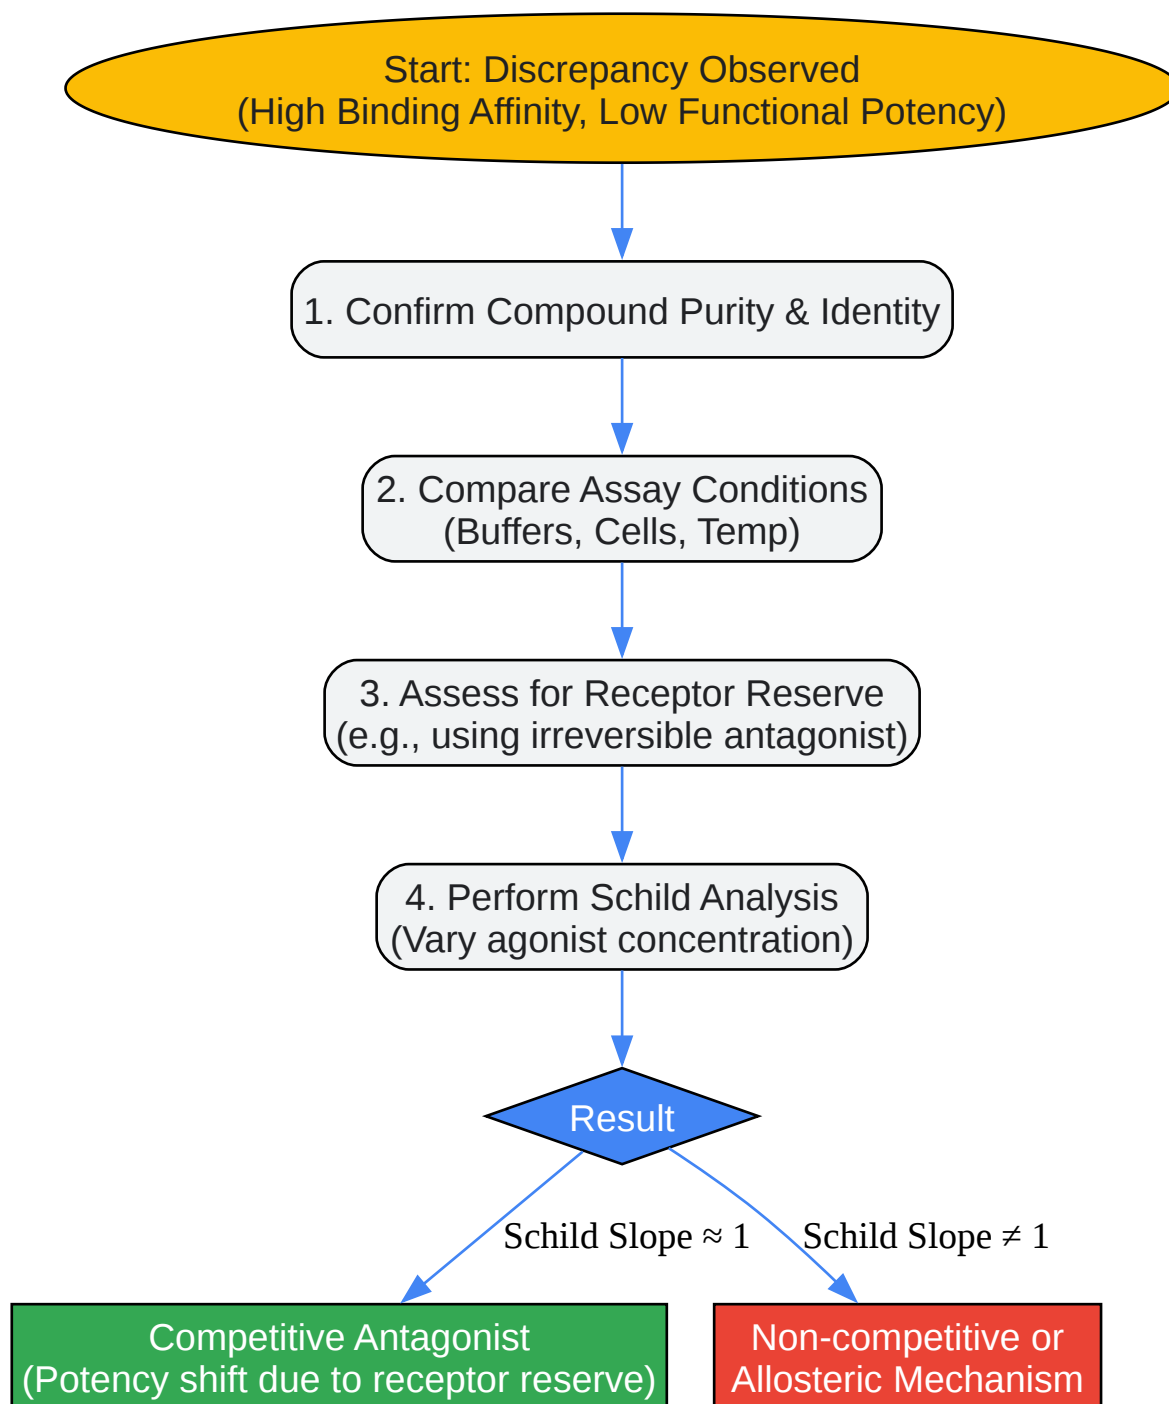 Start: Discrepancy Observed
(High Binding Affinity, Low Functional Potency)
1. Confirm Compound Purity & Identity
2. Compare Assay Conditions
(Buffers, Cells, Temp)
3. Assess for Receptor Reserve
(e.g., using irreversible antagonist)
4. Perform Schild Analysis
(Vary agonist concentration)
Result
Schild Slope ≈ 1
Schild Slope ≠ 1
Competitive Antagonist
(Potency shift due to receptor reserve)
Non-competitive or
Allosteric Mechanism